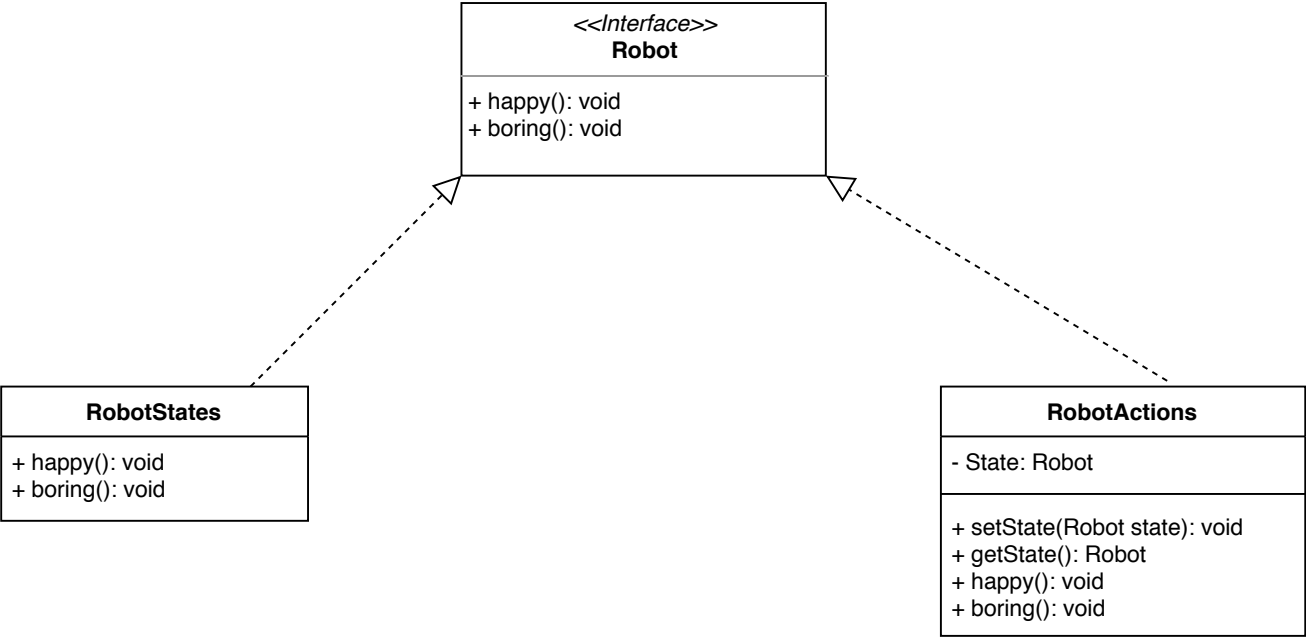 <<Interface>>
Robot
+ happy(): void
+ boring(): void
RobotStates
+ happy(): void
+ boring(): void
RobotActions
- State: Robot
+ setState(Robot state): void
+ getState(): Robot
+ happy(): void
+ boring(): void